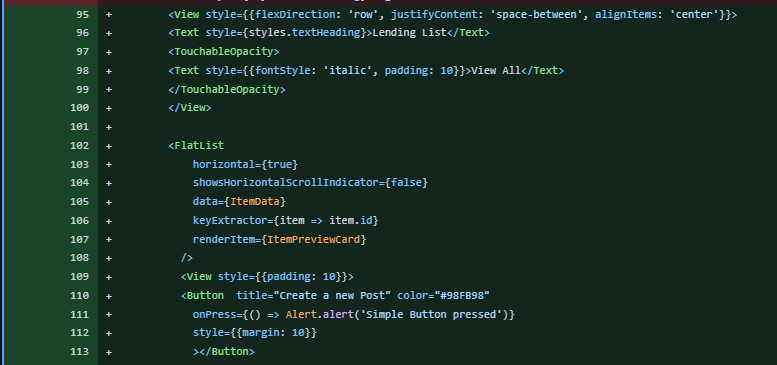 95 + <View style={{flexDirection: 'row', justifyContent: 'space-between', alignItems: 'center'}}>
96 + <Text style={styles.textHeading}>Lending List</Text>
97 + <TouchableOpacity>
98 + <Text style={{fontStyle: 'italic', padding: 10}}>View All</Text>
99 + </TouchableOpacity>
100 + </View>
101 +
102 + <FlatList
103 + horizontal={true}
104 + showsHorizontalScrollIndicator={false}
105 + data={ItemData}
106 + keyExtractor={item => item.id}
107 + renderItem={ItemPreviewCard}
108 + />
109 + <View style={{padding: 10}}>
110 + <Button  title="Create a new Post" color="#98FB98"
111 + onPress={() => Alert.alert('Simple Button pressed')}
112 + style={{margin: 10}}
113 + ></Button>